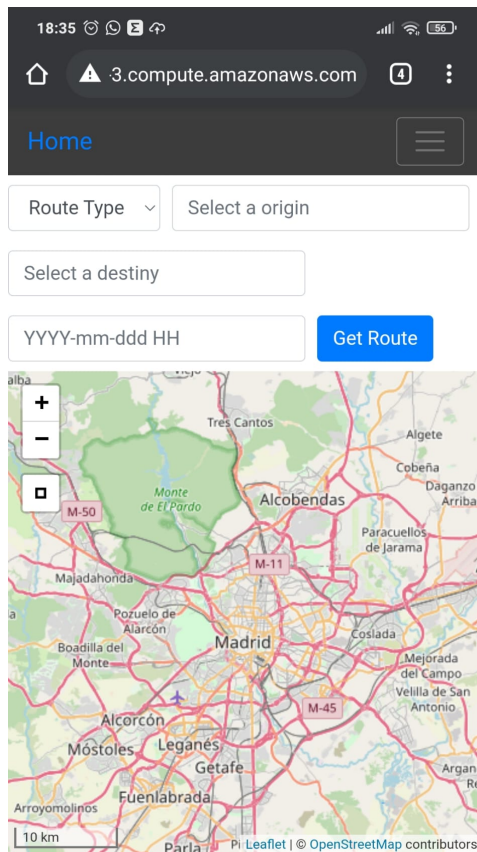 18:35 56
3.compute.amazonaws.com 4
Home
Route Type Select a origin
Select a destiny
YYYY-mm-ddd HH Get Route
alba
+
Tres Cantos
−
Algete
Cobeña
Daganzo
Monte
de El Pardo
Alcobendas
Arriba
M-50
Paracuellos
de Jarama
M-11
Majadahonda
Pozuelo de
Alarcón
Coslada
Madrid
Boadilla del
Monte
Mejorada
del Campo
Velilla de San
Antonio
M-45
Alcorcón
Móstoles
Leganés
Getafe
Argan
Fuenlabrada
Arroyomolinos
10 km
Parla
Pi
Leaflet | © OpenStreetMap contributors